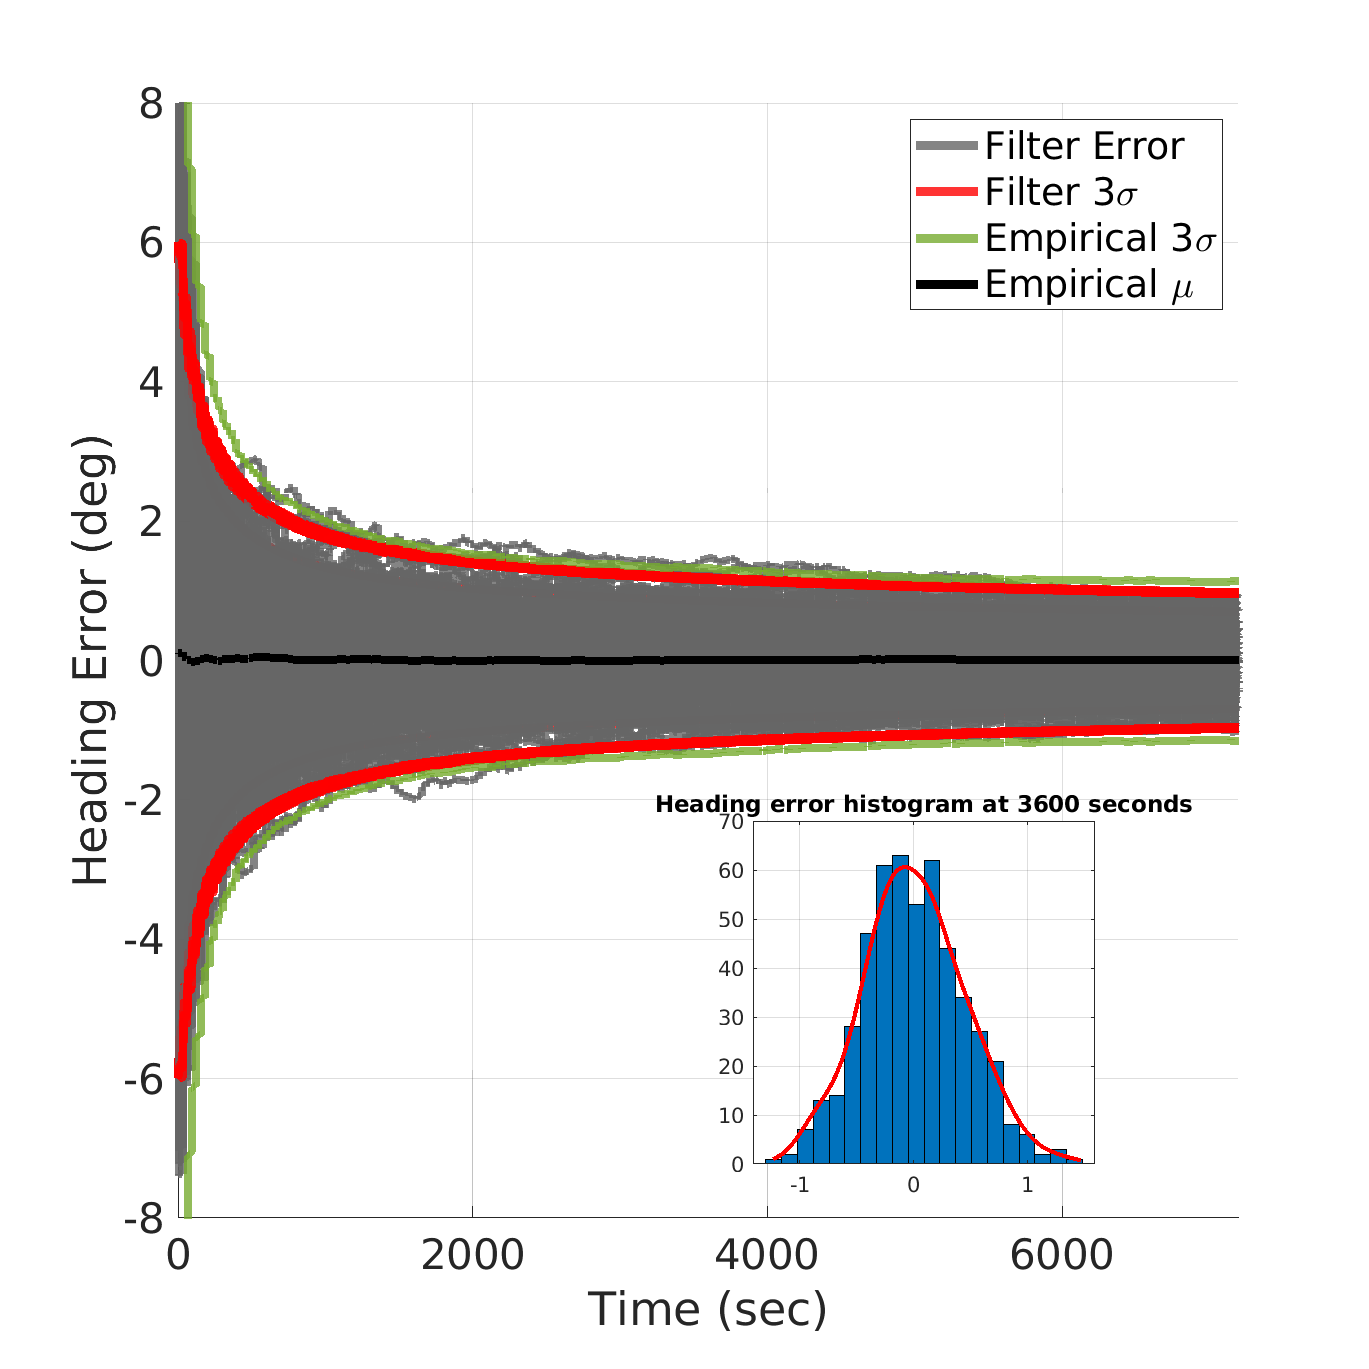 8
6
4
2
0
-2
-4
-6
-8
Heading Error (deg)
Filter Error
Filter 3σ
Empirical 3σ
Empirical μ
Heading error histogram at 3600 seconds
70
60
50
40
30
20
10
0
-1 0 1
0 2000 4000 6000
Time (sec)